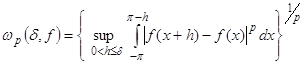 ω_p(δ, f) = { sup_{0<h≤δ} ∫_{-π}^{π-h} |f(x+h) - f(x)|^p dx }^{1/p}